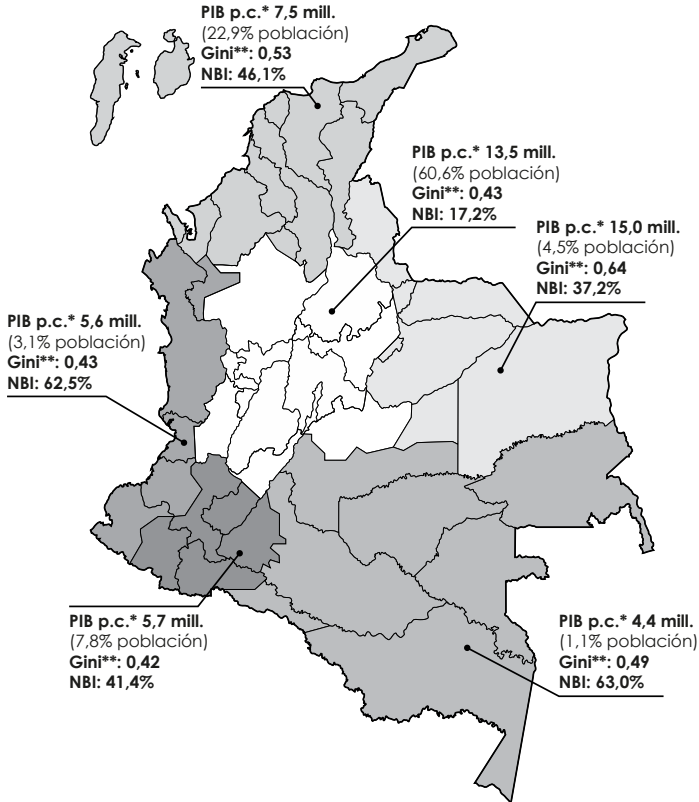 PIB p.c.* 7,5 mill.
(22,9% población)
Gini**: 0,53
NBI: 46,1%
PIB p.c.* 13,5 mill.
(60,6% población)
Gini**: 0,43
NBI: 17,2%
PIB p.c.* 15,0 mill.
(4,5% población)
Gini**: 0,64
NBI: 37,2%
PIB p.c.* 5,6 mill.
(3,1% población)
Gini**: 0,43
NBI: 62,5%
PIB p.c.* 5,7 mill.
(7,8% población)
Gini**: 0,42
NBI: 41,4%
PIB p.c.* 4,4 mill.
(1,1% población)
Gini**: 0,49
NBI: 63,0%